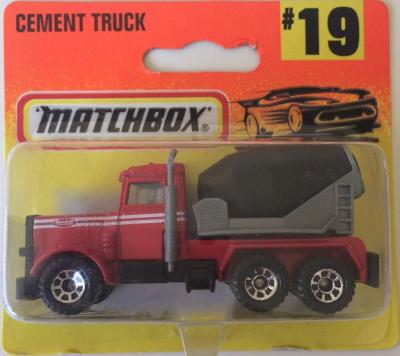 CEMENT TRUCK
#19
MATCHBOX®